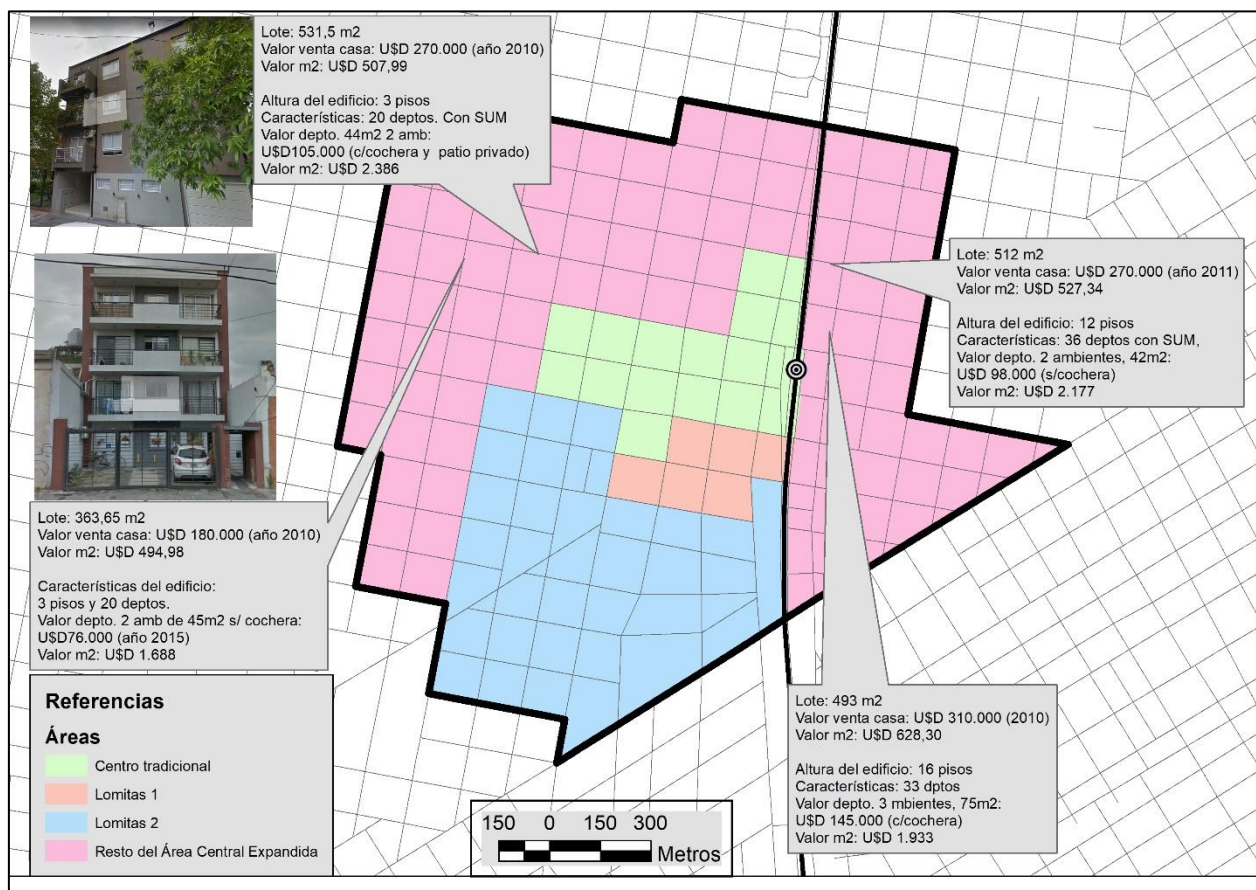 Lote: 531,5 m2
Valor venta casa: U$D 270.000 (año 2010)
Valor m2: U$D 507,99
Altura del edificio: 3 pisos
Características: 20 deptos. Con SUM
Valor depto. 44m2 2 amb:
U$D105.000 (c/cochera y  patio privado)
Valor m2: U$D 2.386
Lote: 512 m2
Valor venta casa: U$D 270.000 (año 2011)
Valor m2: U$D 527,34
Altura del edificio: 12 pisos
Características: 36 deptos con SUM,
Valor depto. 2 ambientes, 42m2:
U$D 98.000 (s/cochera)
Valor m2: U$D 2.177
Lote: 363,65 m2
Valor venta casa: U$D 180.000 (año 2010)
Valor m2: U$D 494,98
Características del edificio:
3 pisos y 20 deptos.
Valor depto. 2 amb de 45m2 s/ cochera:
U$D76.000 (año 2015)
Valor m2: U$D 1.688
Lote: 493 m2
Valor venta casa: U$D 310.000 (2010)
Valor m2: U$D 628,30
Altura del edificio: 16 pisos
Características: 33 dptos
Valor depto. 3 mbientes, 75m2:
U$D 145.000 (c/cochera)
Valor m2: U$D 1.933
Referencias
Áreas
Centro tradicional
Lomitas 1
Lomitas 2
Resto del Área Central Expandida
150 0 150 300
Metros